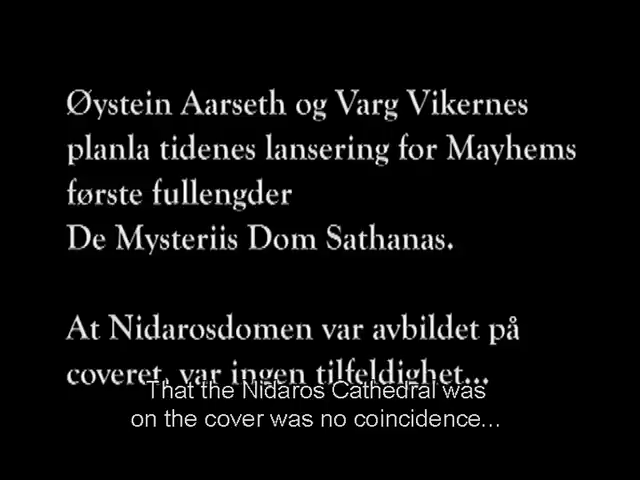 Øystein Aarseth og Varg Vikernes
planla tidenes lansering for Mayhems
første fullengder
De Mysteriis Dom Sathanas.
At Nidarosdomen var avbildet på
coveret, var ingen tilfeldighet...
That the Nidaros Cathedral was
on the cover was no coincidence...